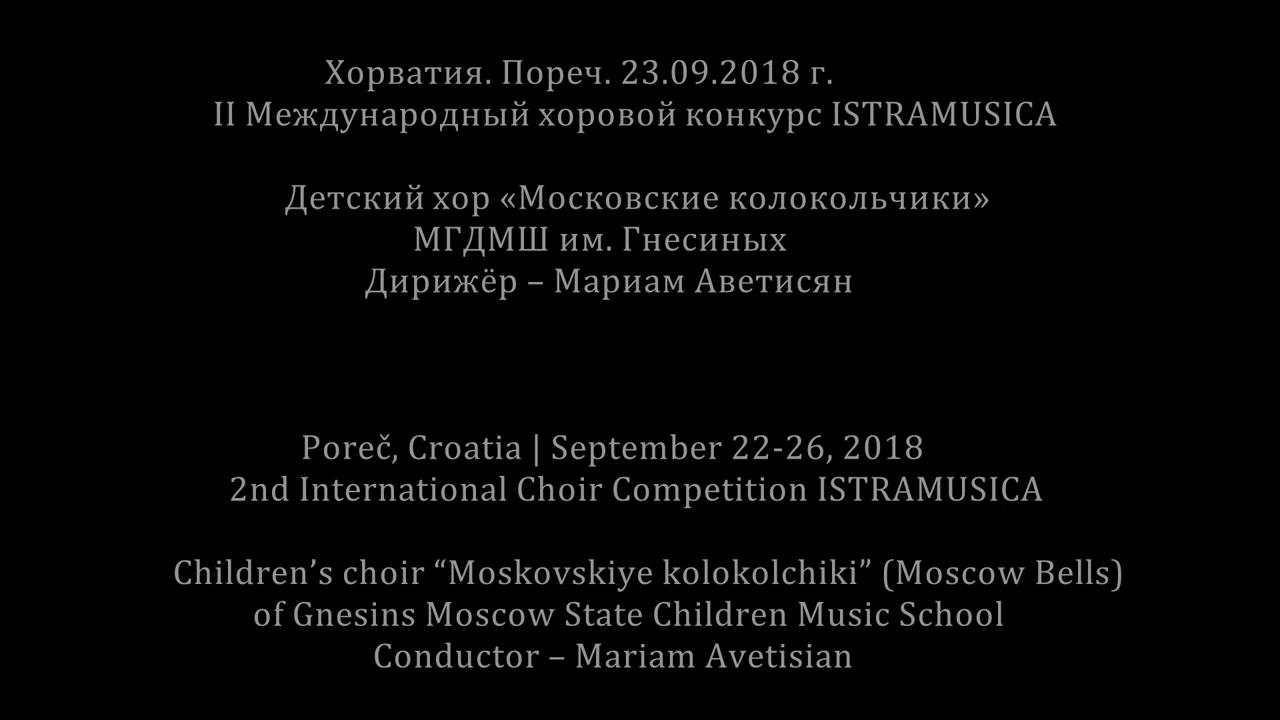 Хорватия. Пореч. 23.09.2018 г.
II Международный хоровой конкурс ISTRAMUSICA
Детский хор «Московские колокольчики»
МГДМШ им. Гнесиных
Дирижёр – Мариам Аветисян
Poreč, Croatia | September 22-26, 2018
2nd International Choir Competition ISTRAMUSICA
Children’s choir “Moskovskiye kolokolchiki” (Moscow Bells)
of Gnesins Moscow State Children Music School
Conductor – Mariam Avetisian